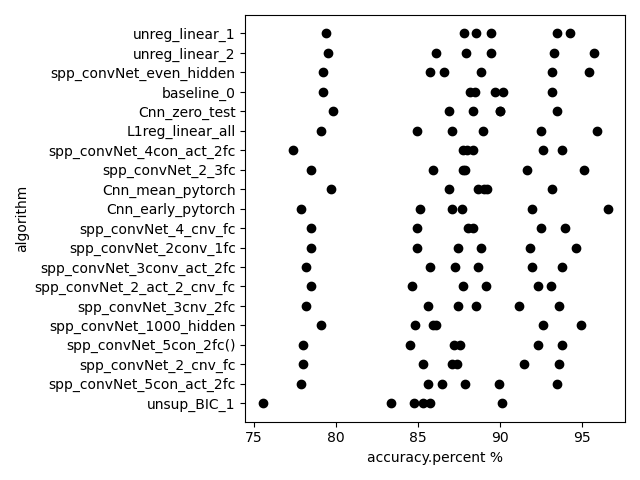 unreg_linear_1
unreg_linear_2
spp_convNet_even_hidden
baseline_0
Cnn_zero_test
L1reg_linear_all
spp_convNet_4con_act_2fc
spp_convNet_2_3fc
Cnn_mean_pytorch
Cnn_early_pytorch
spp_convNet_4_cnv_fc
spp_convNet_2conv_1fc
spp_convNet_3conv_act_2fc
spp_convNet_2_act_2_cnv_fc
spp_convNet_3cnv_2fc
spp_convNet_1000_hidden
spp_convNet_5con_2fc()
spp_convNet_2_cnv_fc
spp_convNet_5con_act_2fc
unsup_BIC_1
algorithm
75 80 85 90 95
accuracy.percent %